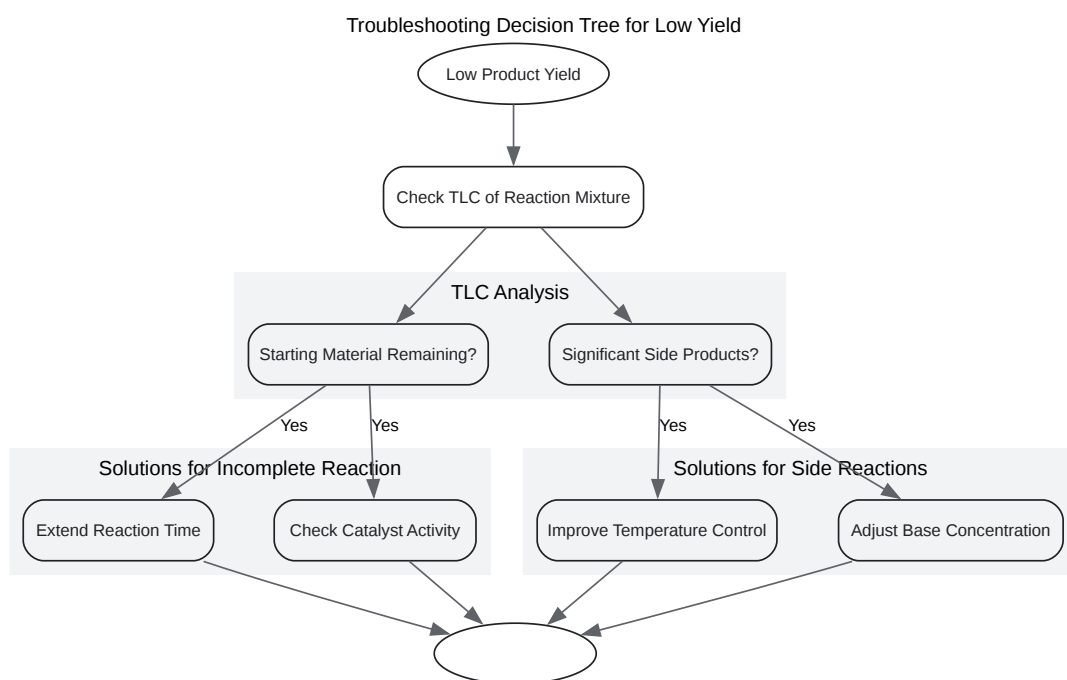 Troubleshooting Decision Tree for Low Yield
Low Product Yield
Check TLC of Reaction Mixture
TLC Analysis
Starting Material Remaining?
Significant Side Products?
Yes
Yes
Yes
Yes
Solutions for Incomplete Reaction
Solutions for Side Reactions
Extend Reaction Time
Check Catalyst Activity
Improve Temperature Control
Adjust Base Concentration